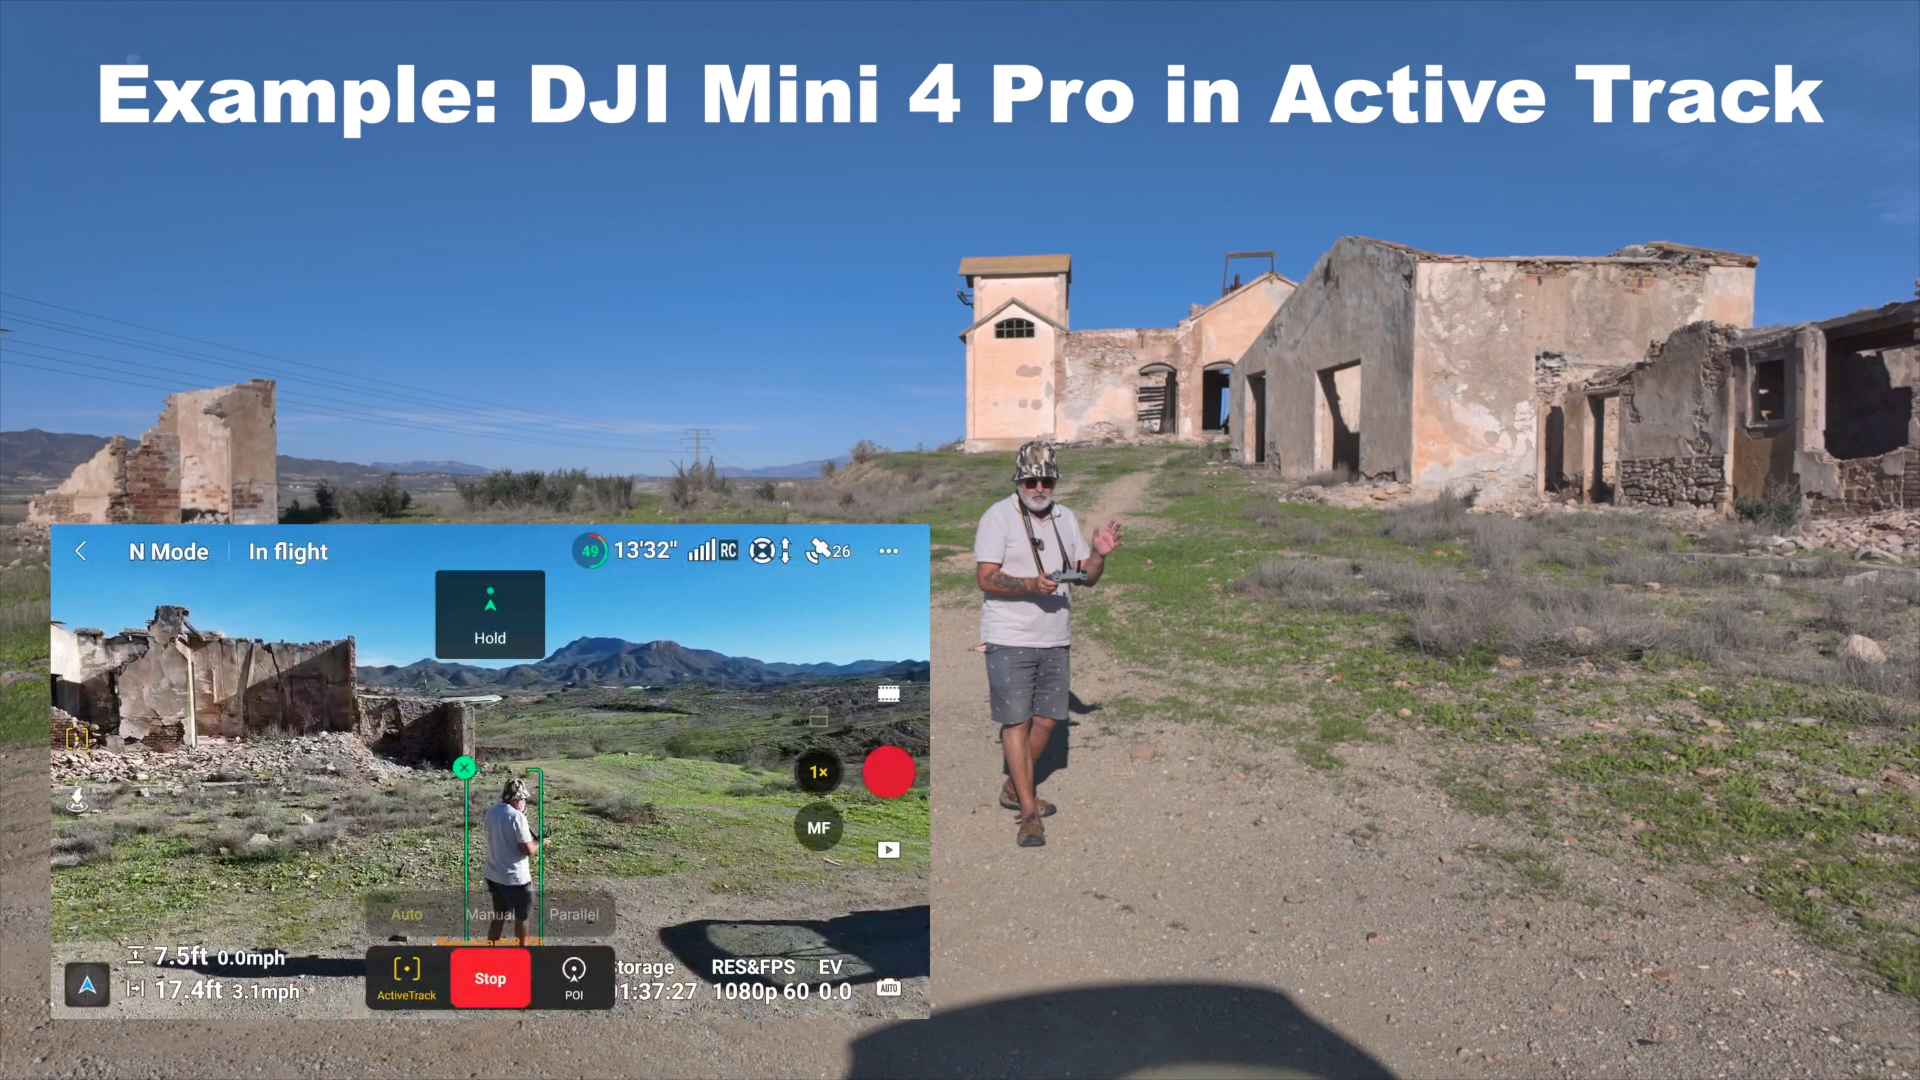 Example: DJI Mini 4 Pro in Active Track
N Mode In flight
49 13'32" RC 26
Hold
1×
MF
Auto Manual Parallel
7.5ft 0.0mph
17.4ft 3.1mph
ActiveTrack Stop POI
torage RES&FPS EV
1:37:27 1080p 60 0.0
AUTO